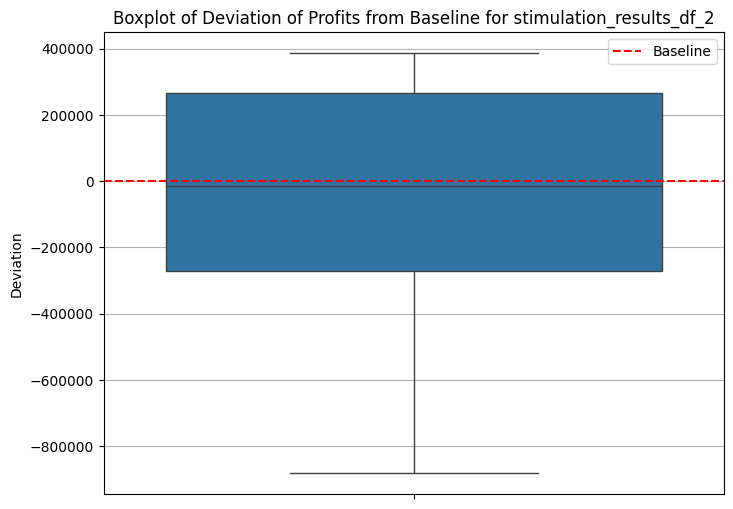 Boxplot of Deviation of Profits from Baseline for stimulation_results_df_2
Baseline
400000
200000
0
−200000
−400000
−600000
−800000
Deviation